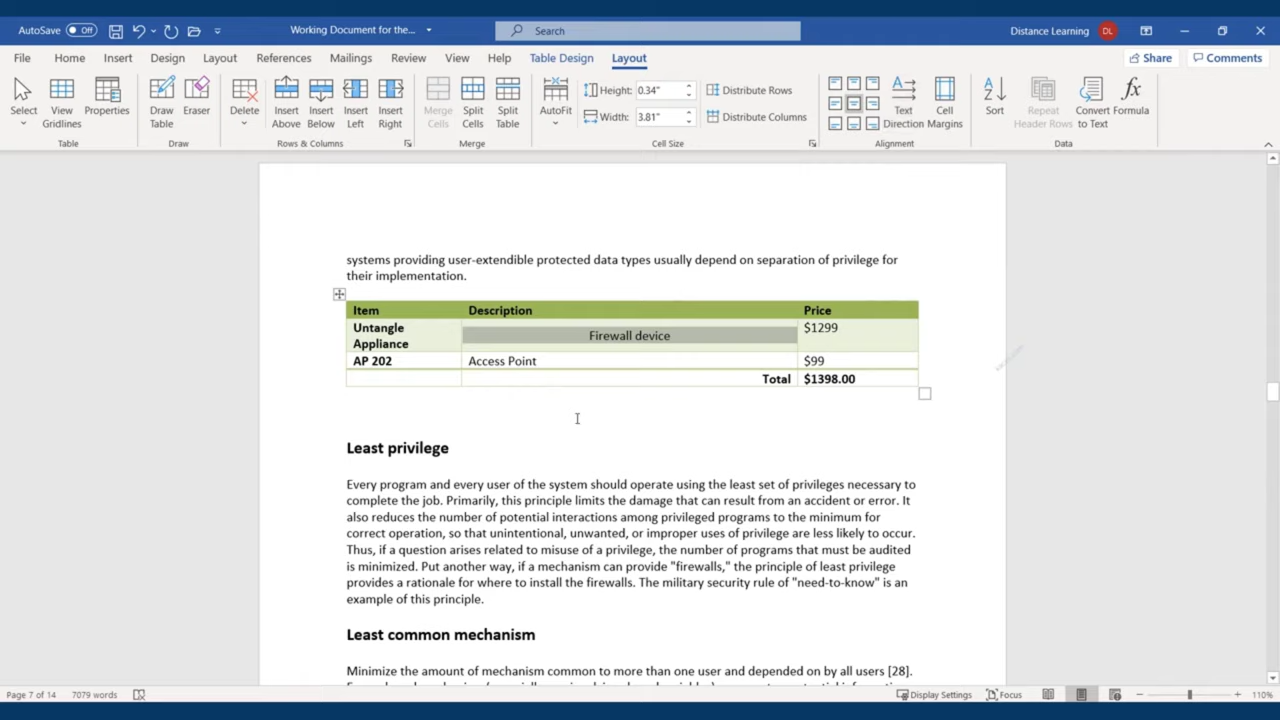 AutoSave Off Working Document for the... Search Distance Learning DL
File Home Insert Design Layout References Mailings Review View Help Table Design Layout Share Comments
Select View Gridlines Properties Draw Table Eraser Delete Insert Above Insert Below Insert Left Insert Right Merge Cells Split Cells Split Table AutoFit Height: 0.34" Width: 3.81" Distribute Rows Distribute Columns Text Direction Cell Margins Sort Repeat Header Rows Convert to Text Formula
Table Draw Rows & Columns Merge Cell Size Alignment Data
systems providing user-extendible protected data types usually depend on separation of privilege for
their implementation.
Item Description Price
Untangle Appliance Firewall device $1299
AP 202 Access Point $99
Total $1398.00
Least privilege
Every program and every user of the system should operate using the least set of privileges necessary to
complete the job. Primarily, this principle limits the damage that can result from an accident or error. It
also reduces the number of potential interactions among privileged programs to the minimum for
correct operation, so that unintentional, unwanted, or improper uses of privilege are less likely to occur.
Thus, if a question arises related to misuse of a privilege, the number of programs that must be audited
is minimized. Put another way, if a mechanism can provide "firewalls," the principle of least privilege
provides a rationale for where to install the firewalls. The military security rule of "need-to-know" is an
example of this principle.
Least common mechanism
Minimize the amount of mechanism common to more than one user and depended on by all users [28].
Page 7 of 14 7079 words Display Settings Focus 110%